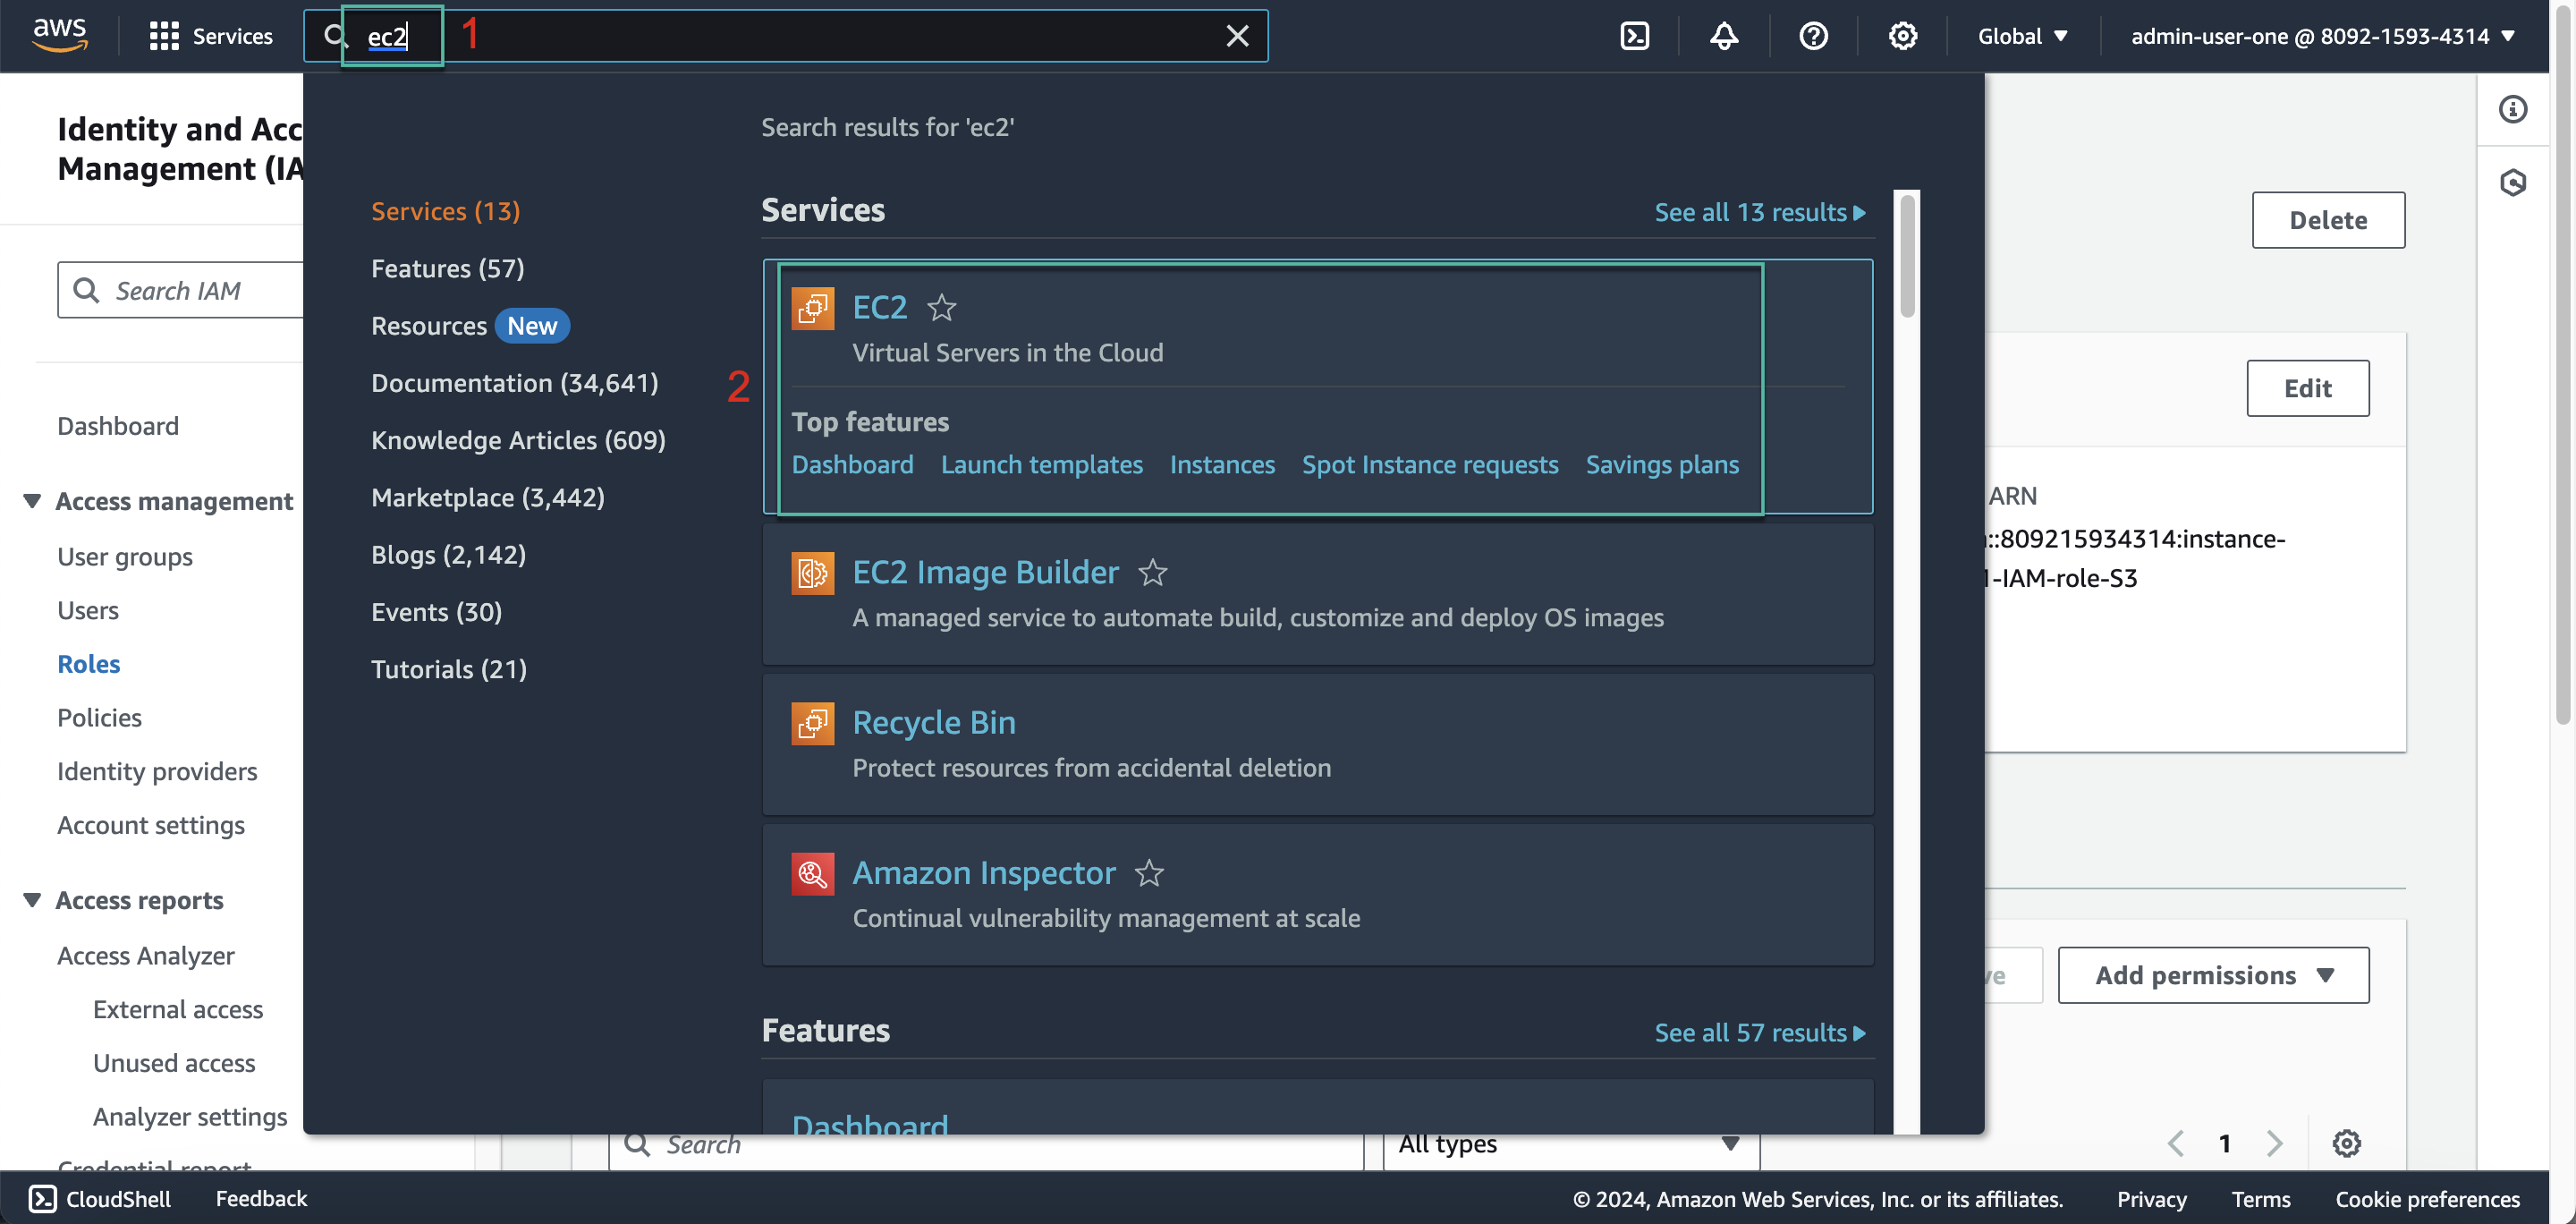 aws
Services
ec2
1
Global
admin-user-one @ 8092-1593-4314
Identity and Acc
Management (IA
Search IAM
Dashboard
Access management
User groups
Users
Roles
Policies
Identity providers
Account settings
Access reports
Access Analyzer
External access
Unused access
Analyzer settings
Credential report
Search results for 'ec2'
Services (13)
Features (57)
Resources New
Documentation (34,641)
Knowledge Articles (609)
Marketplace (3,442)
Blogs (2,142)
Events (30)
Tutorials (21)
Services
See all 13 results
2
EC2
Virtual Servers in the Cloud
Top features
Dashboard Launch templates Instances Spot Instance requests Savings plans
EC2 Image Builder
A managed service to automate build, customize and deploy OS images
Recycle Bin
Protect resources from accidental deletion
Amazon Inspector
Continual vulnerability management at scale
Features
See all 57 results
Dashboard
Delete
Edit
ARN
::809215934314:instance-
-IAM-role-S3
ve
Add permissions
Search
All types
1
CloudShell
Feedback
© 2024, Amazon Web Services, Inc. or its affiliates.
Privacy
Terms
Cookie preferences